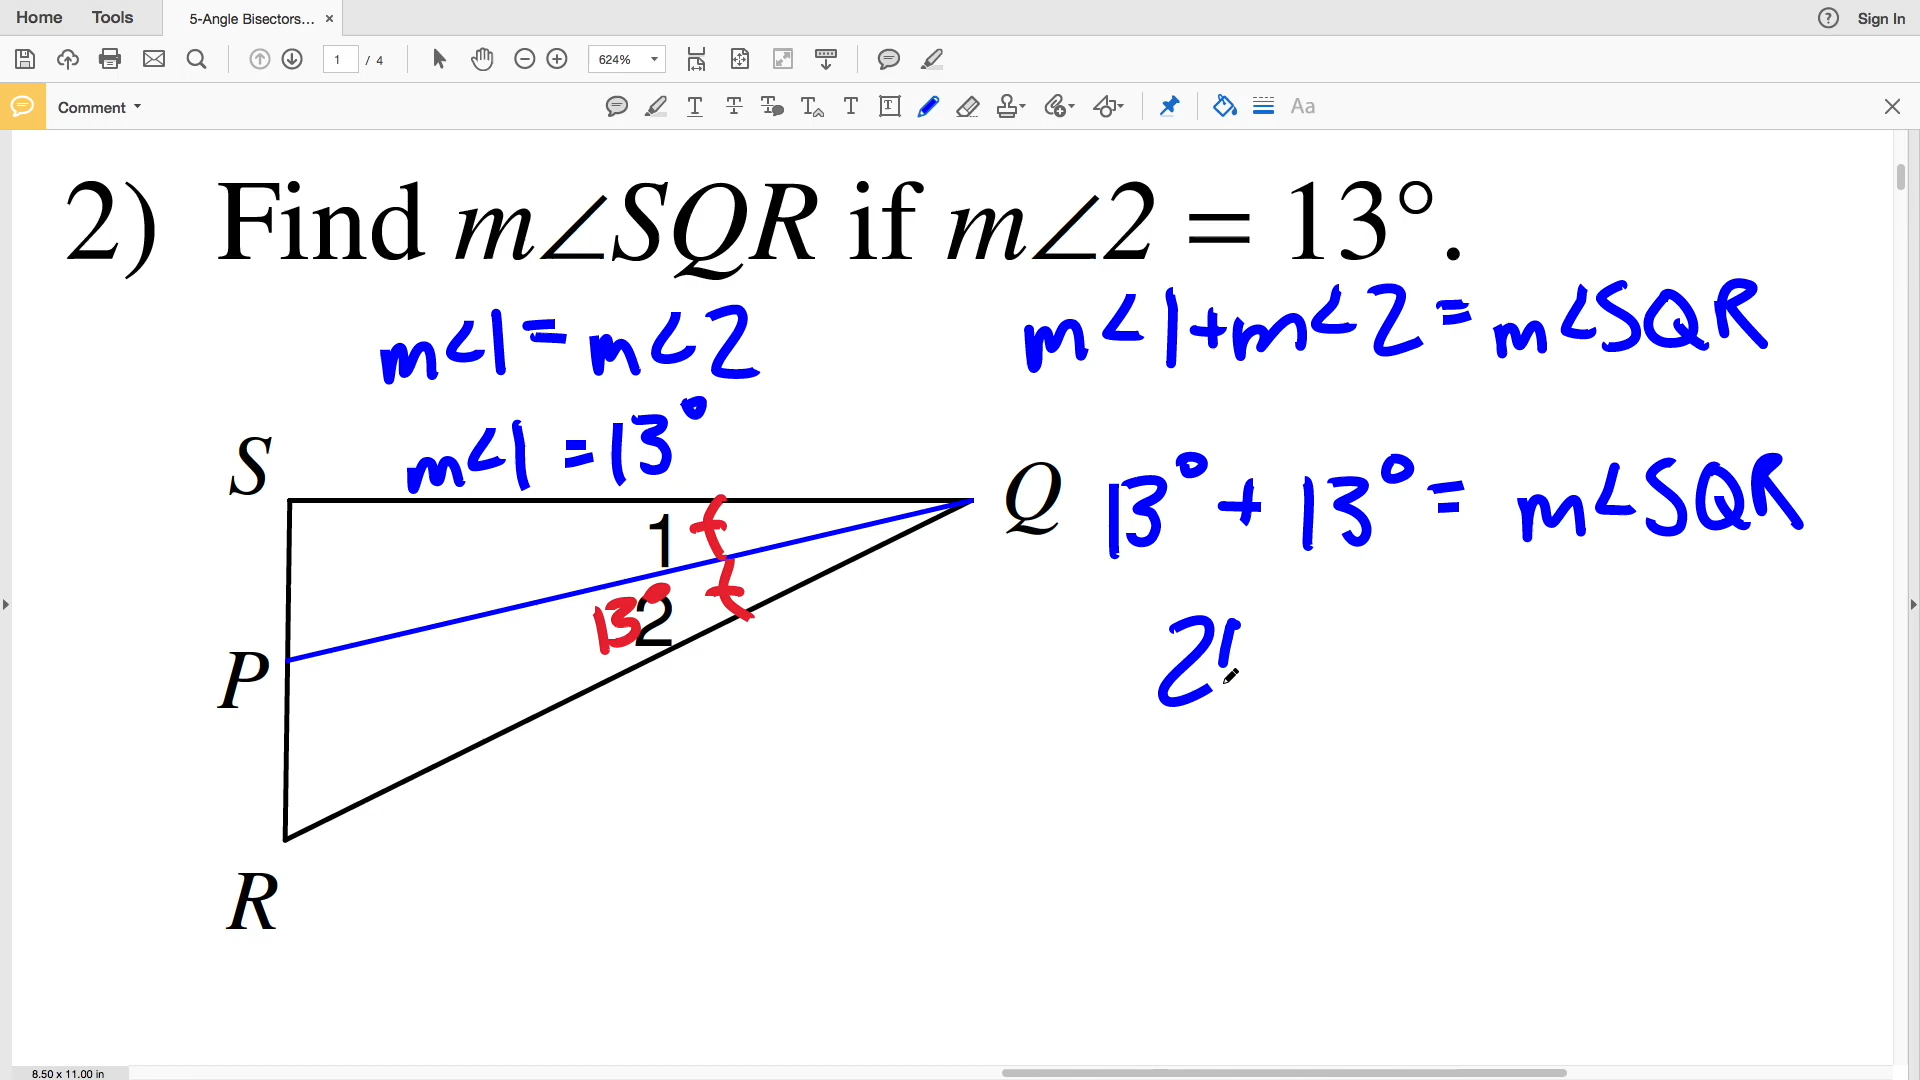 Home Tools 5-Angle Bisectors... × ? Sign In
1 / 4 624%
Comment T T T T T T Aa
2) Find m∠SQR if m∠2 = 13°.
m∠1 = m∠2
m∠1+m∠2 = m∠SQR
m∠1 = 13°
S
Q
13° + 13° = m∠SQR
1
13°
2
P
R
8.50 x 11.00 in